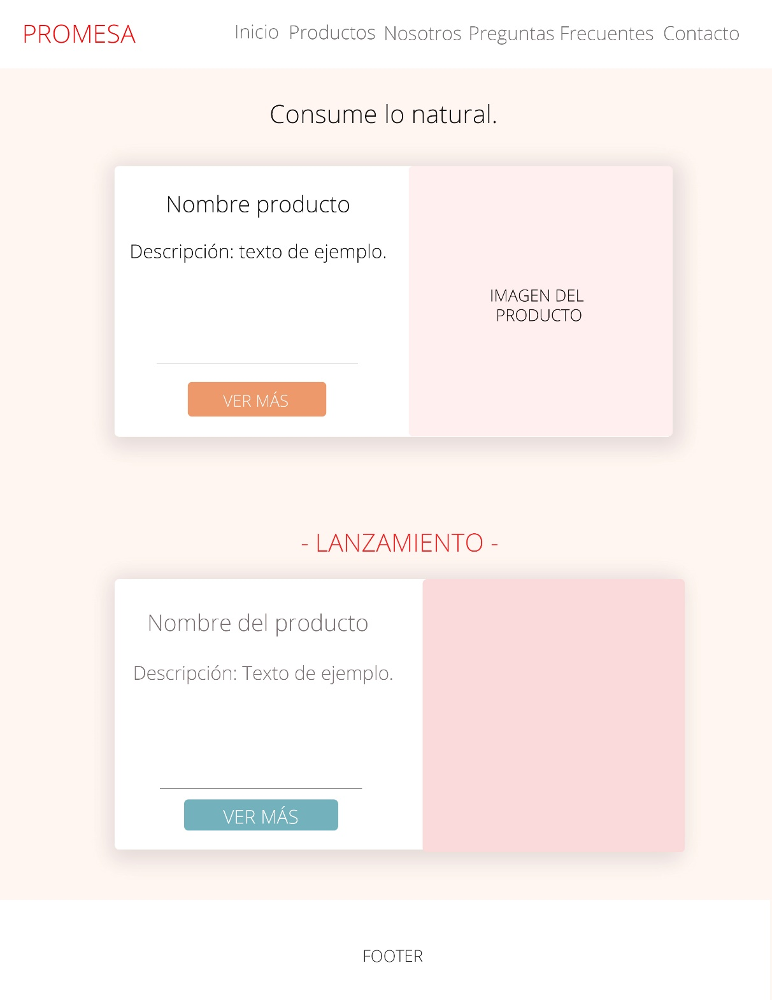 PROMESA
Inicio Productos Nosotros Preguntas Frecuentes Contacto
Consume lo natural.
Nombre producto
Descripción: texto de ejemplo.
IMAGEN DEL
PRODUCTO
VER MÁS
- LANZAMIENTO -
Nombre del producto
Descripción: Texto de ejemplo.
VER MÁS
FOOTER